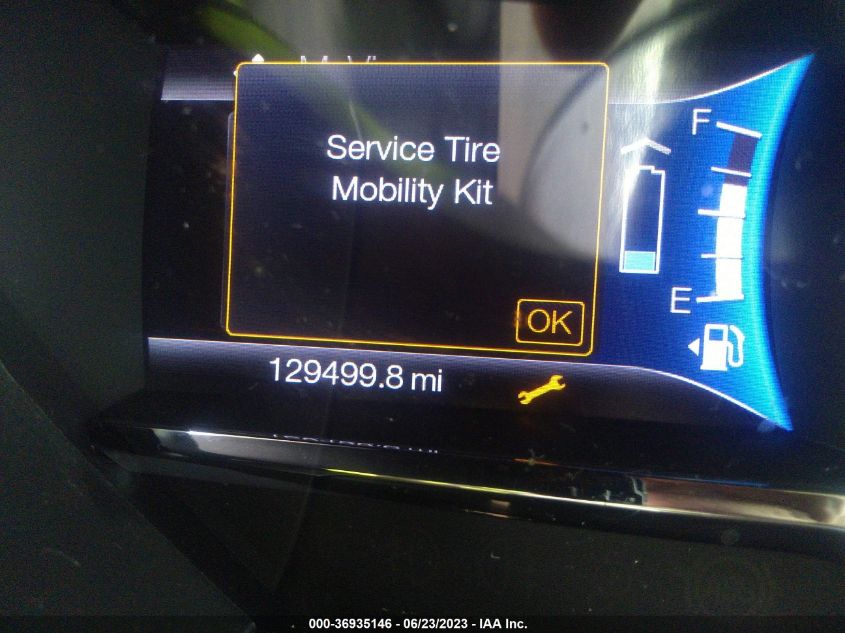 Service Tire
Mobility Kit
OK
F
E
129499.8 mi
000-36935146 - 06/23/2023 - IAA Inc.